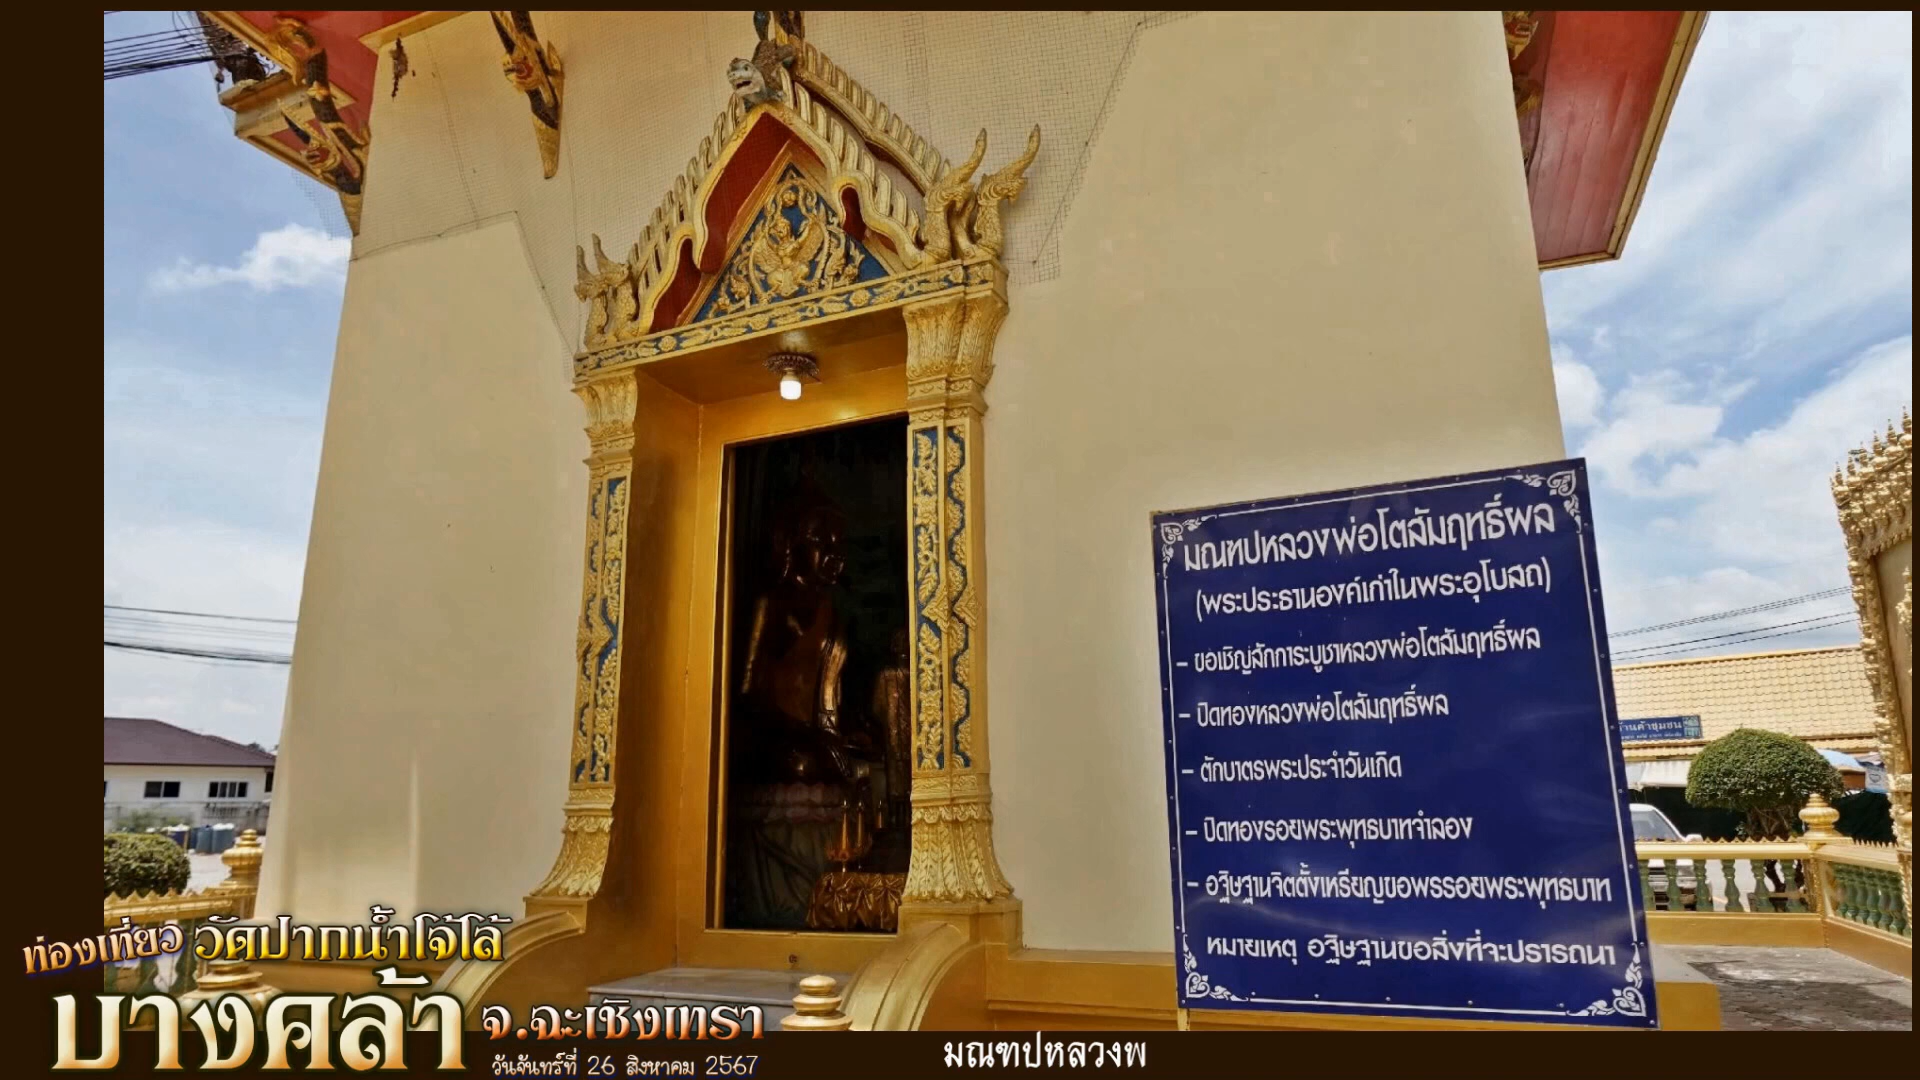 มณฑปหลวงพ่อโตสัมฤทธิ์ผล
(พระประธานองค์เก่าในพระอุโบสถ)
- ขอเชิญสักการะบูชาหลวงพ่อโตสัมฤทธิ์ผล
- ปิดทองหลวงพ่อโตสัมฤทธิ์ผล
- ตักบาตรพระประจำวันเกิด
- ปิดทองรอยพระพุทธบาทจำลอง
- อฐิษฐานจิตตั้งเหรียญขอพรรอยพระพุทธบาท
หมายเหตุ อฐิษฐานขอสิ่งที่จะปรารถนา
ร้านค้าชุมชน
ท่องเที่ยว วัดปากน้ำโจ้โล้
บางคล้า จ.ฉะเชิงเทรา
วันจันทร์ที่ 26 สิงหาคม 2567
มณฑปหลวงพ